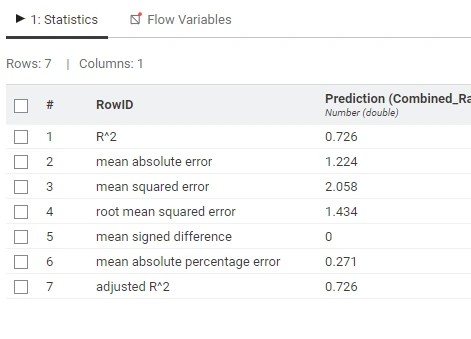 1: Statistics Flow Variables
Rows: 7 | Columns: 1
# RowID Prediction (Combined_Ra
Number (double)
1 R^2 0.726
2 mean absolute error 1.224
3 mean squared error 2.058
4 root mean squared error 1.434
5 mean signed difference 0
6 mean absolute percentage error 0.271
7 adjusted R^2 0.726